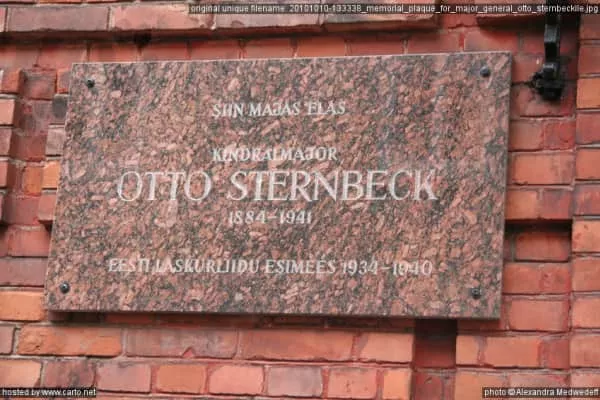 original unique filename: 20101010-133338_memorial_plaque_for_major_general_otto_sternbeckile.jpg
SIIN MAJAS ELAS
KINDRALMAJOR
OTTO STERNBECK
1884-1941
EESTI LASKURLIIDU ESIMEES 1934-1940
hosted by www.carto.net
photo ©Alexandra Medwedeff